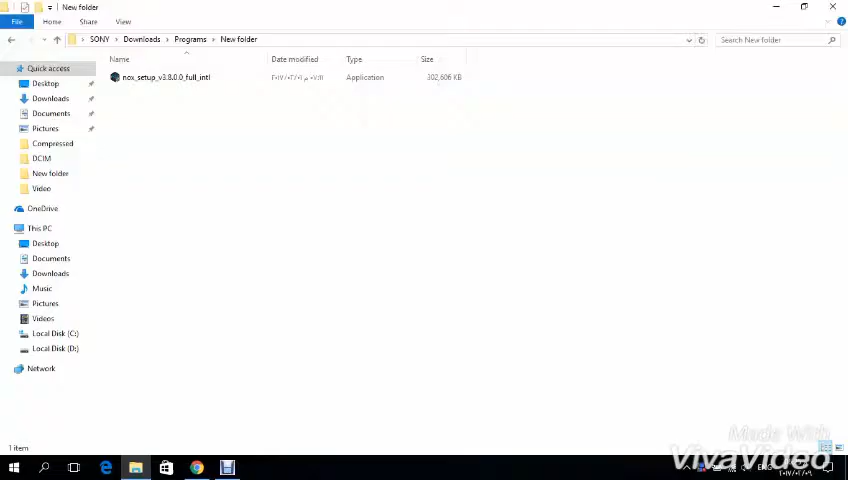 New folder
File Home Share View
SONY Downloads Programs New folder
Search New folder
Name Date modified Type Size
nox_setup_v3.8.0.0_full_intl Application 302,606 KB
Quick access
Desktop
Downloads
Documents
Pictures
Compressed
DCIM
New folder
Video
OneDrive
This PC
Desktop
Documents
Downloads
Music
Pictures
Videos
Local Disk (C:)
Local Disk (D:)
Network
1 item
Made With
VivaVideo
ENG